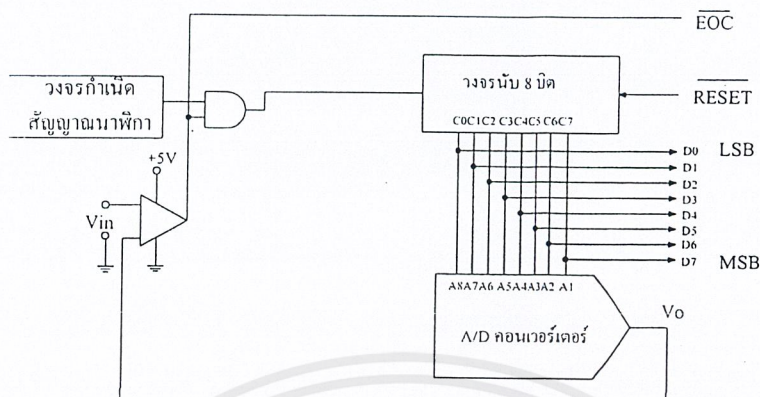 EOC
วงจรกำเนิด
สัญญาณนาฬิกา
วงจรนับ 8 บิต
RESET
C0C1C2 C3C4C5C6C7
D0 LSB
D1
D2
D3
D4
D5
D6
D7 MSB
+5V
Vin
A8A7A6 A5A4A3A2 A1
A/D คอนเวอร์เตอร์
Vo